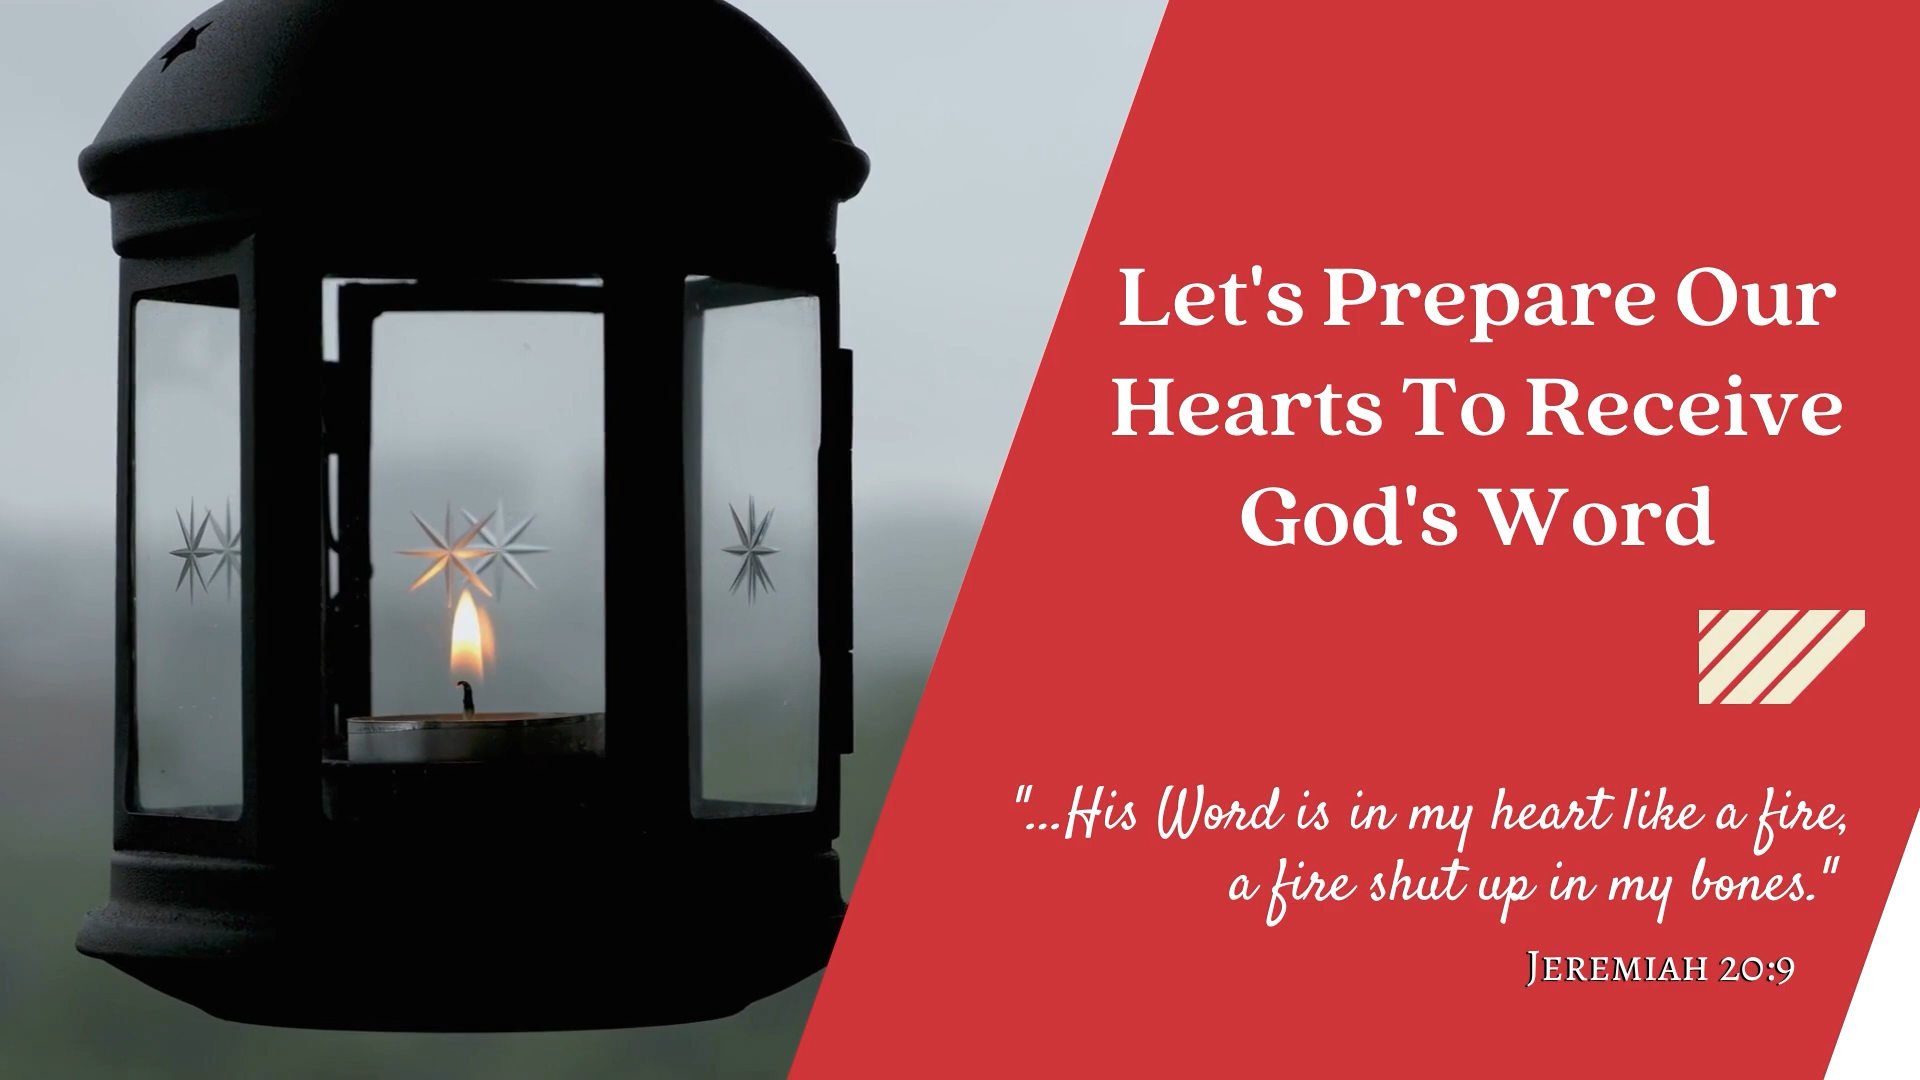 Let's Prepare Our
Hearts To Receive
God's Word
"...His Word is in my heart like a fire,
a fire shut up in my bones."
Jeremiah 20:9